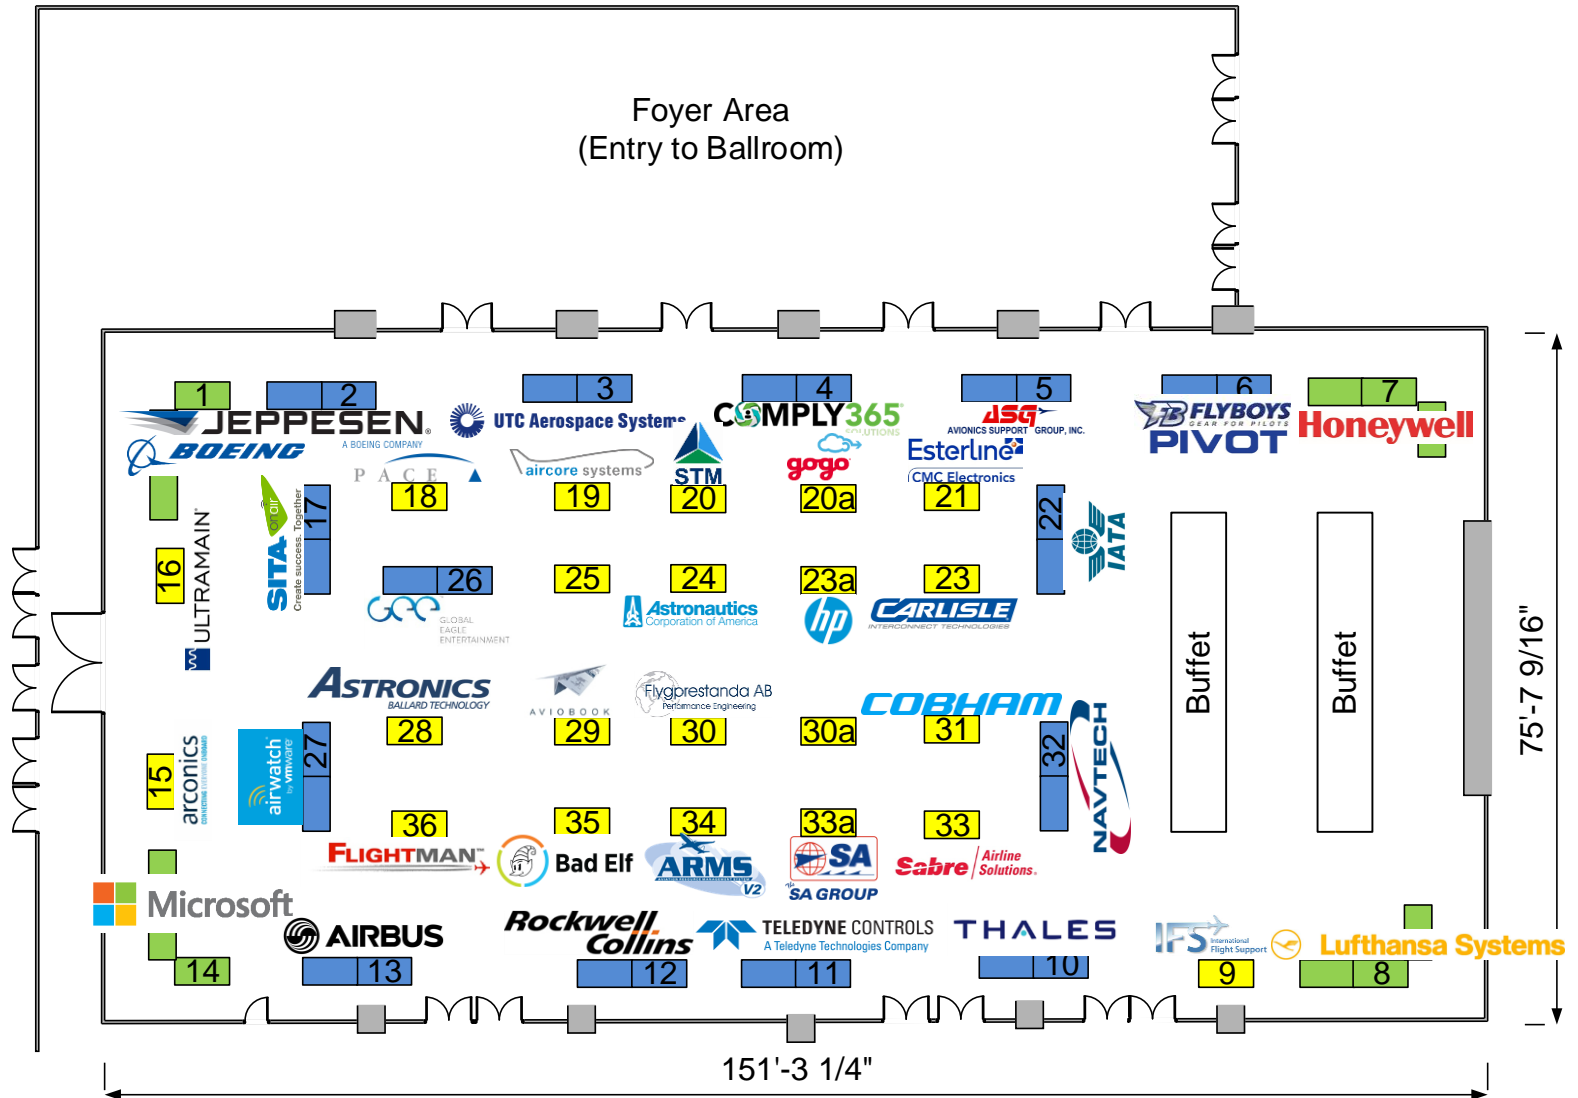 Foyer Area
(Entry to Ballroom)
1
2
3
4
5
6
7
JEPPESEN
A BOEING COMPANY
BOEING
UTC Aerospace Systems
COMPLY365
SOLUTIONS
ASG
AVIONICS SUPPORT GROUP, INC.
FB FLYBOYS
GEAR FOR PILOTS
PIVOT
Honeywell
PACE
aircore systems
STM
gogo
Esterline
CMC Electronics
18
19
20
20a
21
17
22
SITA onair
Create success. Together
IATA
16
ULTRAMAIN
26
25
24
23a
23
GEE
GLOBAL
EAGLE
ENTERTAINMENT
Astronautics
Corporation of America
hp
CARLISLE
INTERCONNECT TECHNOLOGIES
Buffet
Buffet
75'-7 9/16"
ASTRONICS
BALLARD TECHNOLOGY
AVIOBOOK
Flygprestanda AB
Performance Engineering
COBHAM
28
29
30
30a
31
27
32
NAVTECH
15
arconics
CONNECTING EVERYONE ONBOARD
airwatch
by vmware
36
35
34
33a
33
FLIGHTMAN™
Bad Elf
ARMS
V2
SA
The
SA GROUP
Sabre
Airline
Solutions.
Microsoft
AIRBUS
Rockwell
Collins
TELEDYNE CONTROLS
A Teledyne Technologies Company
THALES
IFS
International
Flight Support
Lufthansa Systems
14
13
12
11
10
9
8
151'-3 1/4"